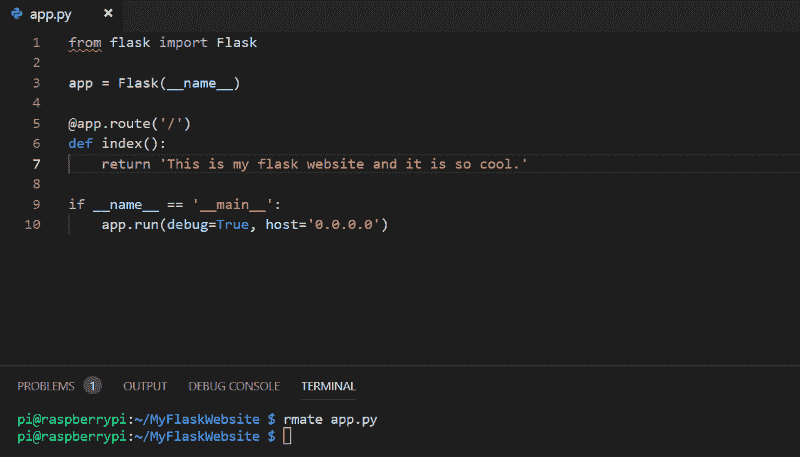 app.py ×
1 from flask import Flask
2
3 app = Flask(__name__)
4
5 @app.route('/')
6 def index():
7     return 'This is my flask website and it is so cool.'
8
9 if __name__ == '__main__':
10     app.run(debug=True, host='0.0.0.0')
PROBLEMS 1 OUTPUT DEBUG CONSOLE TERMINAL
pi@raspberrypi:~/MyFlaskWebsite $ rmate app.py
pi@raspberrypi:~/MyFlaskWebsite $